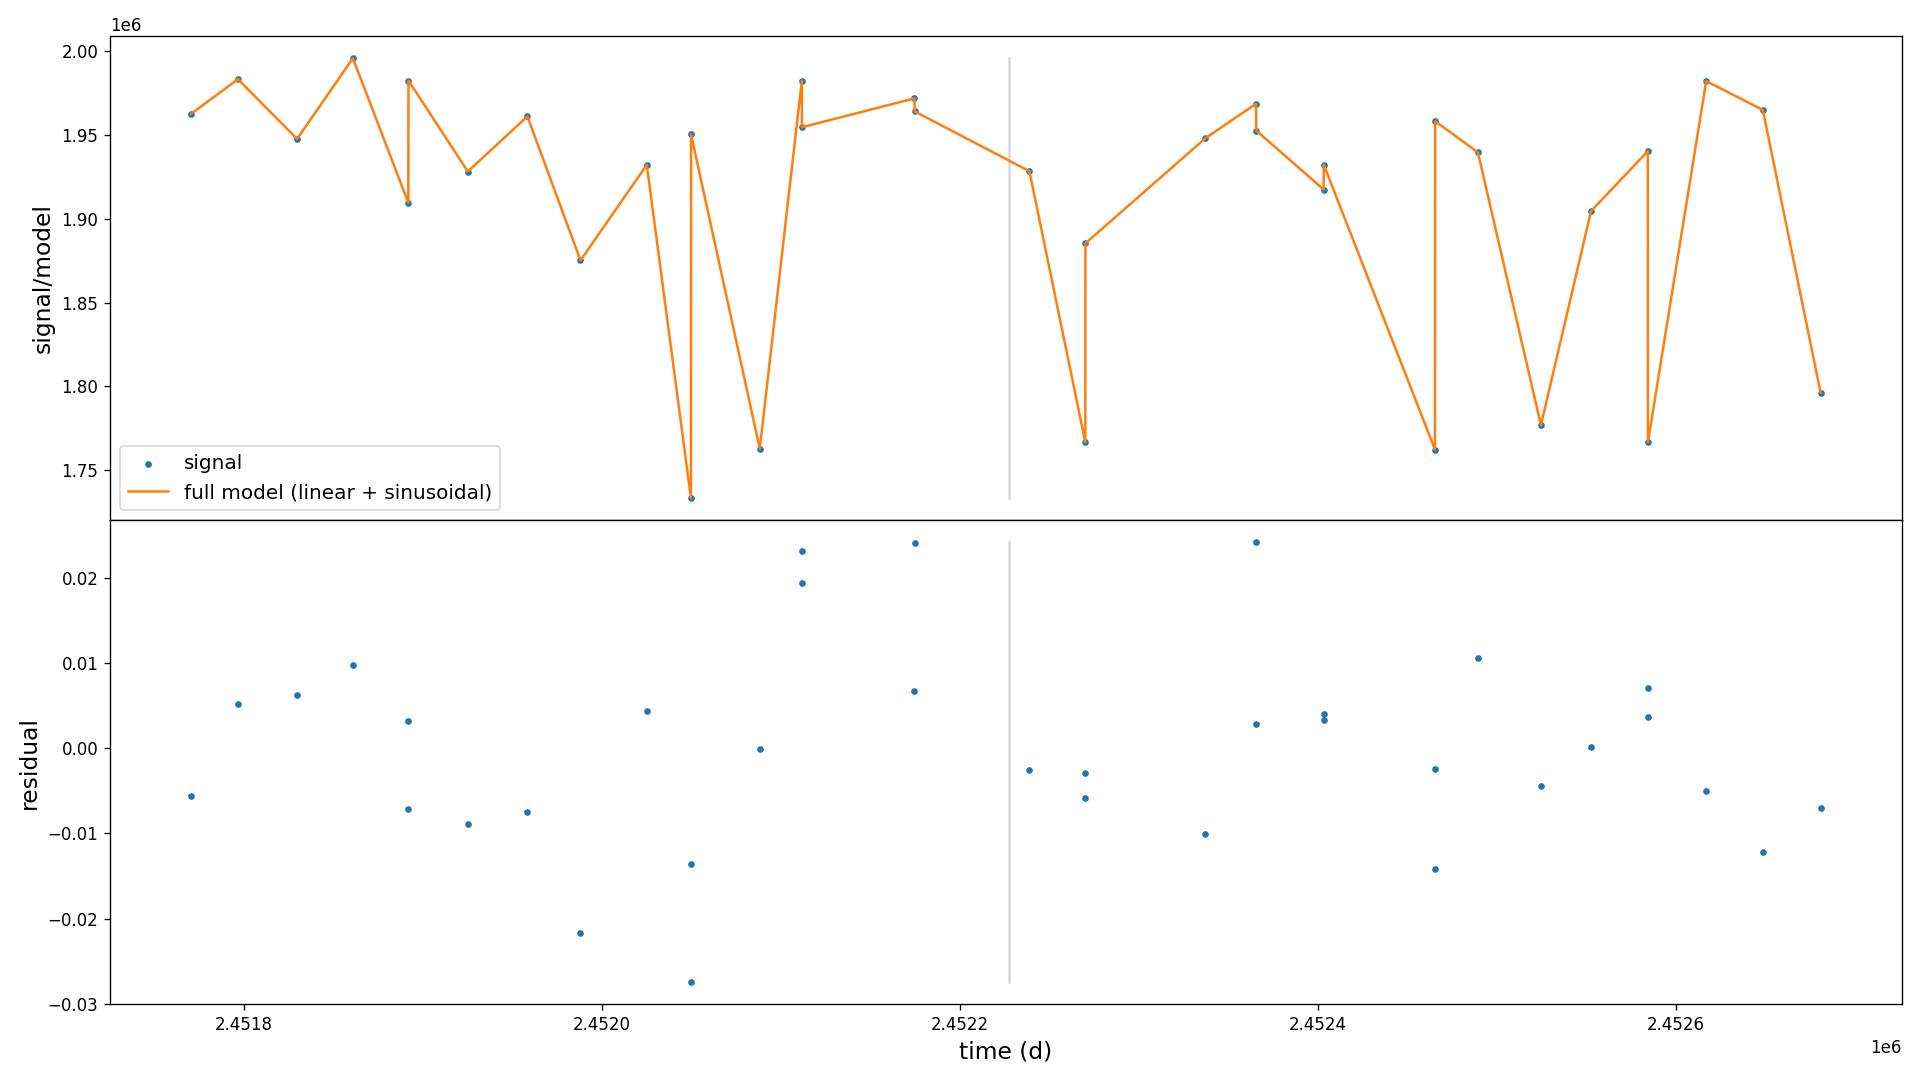 1e6
2.00
1.95
1.90
1.85
1.80
1.75
signal/model
signal
full model (linear + sinusoidal)
0.02
0.01
0.00
−0.01
−0.02
−0.03
residual
2.4518
2.4520
2.4522
2.4524
2.4526
time (d)
1e6